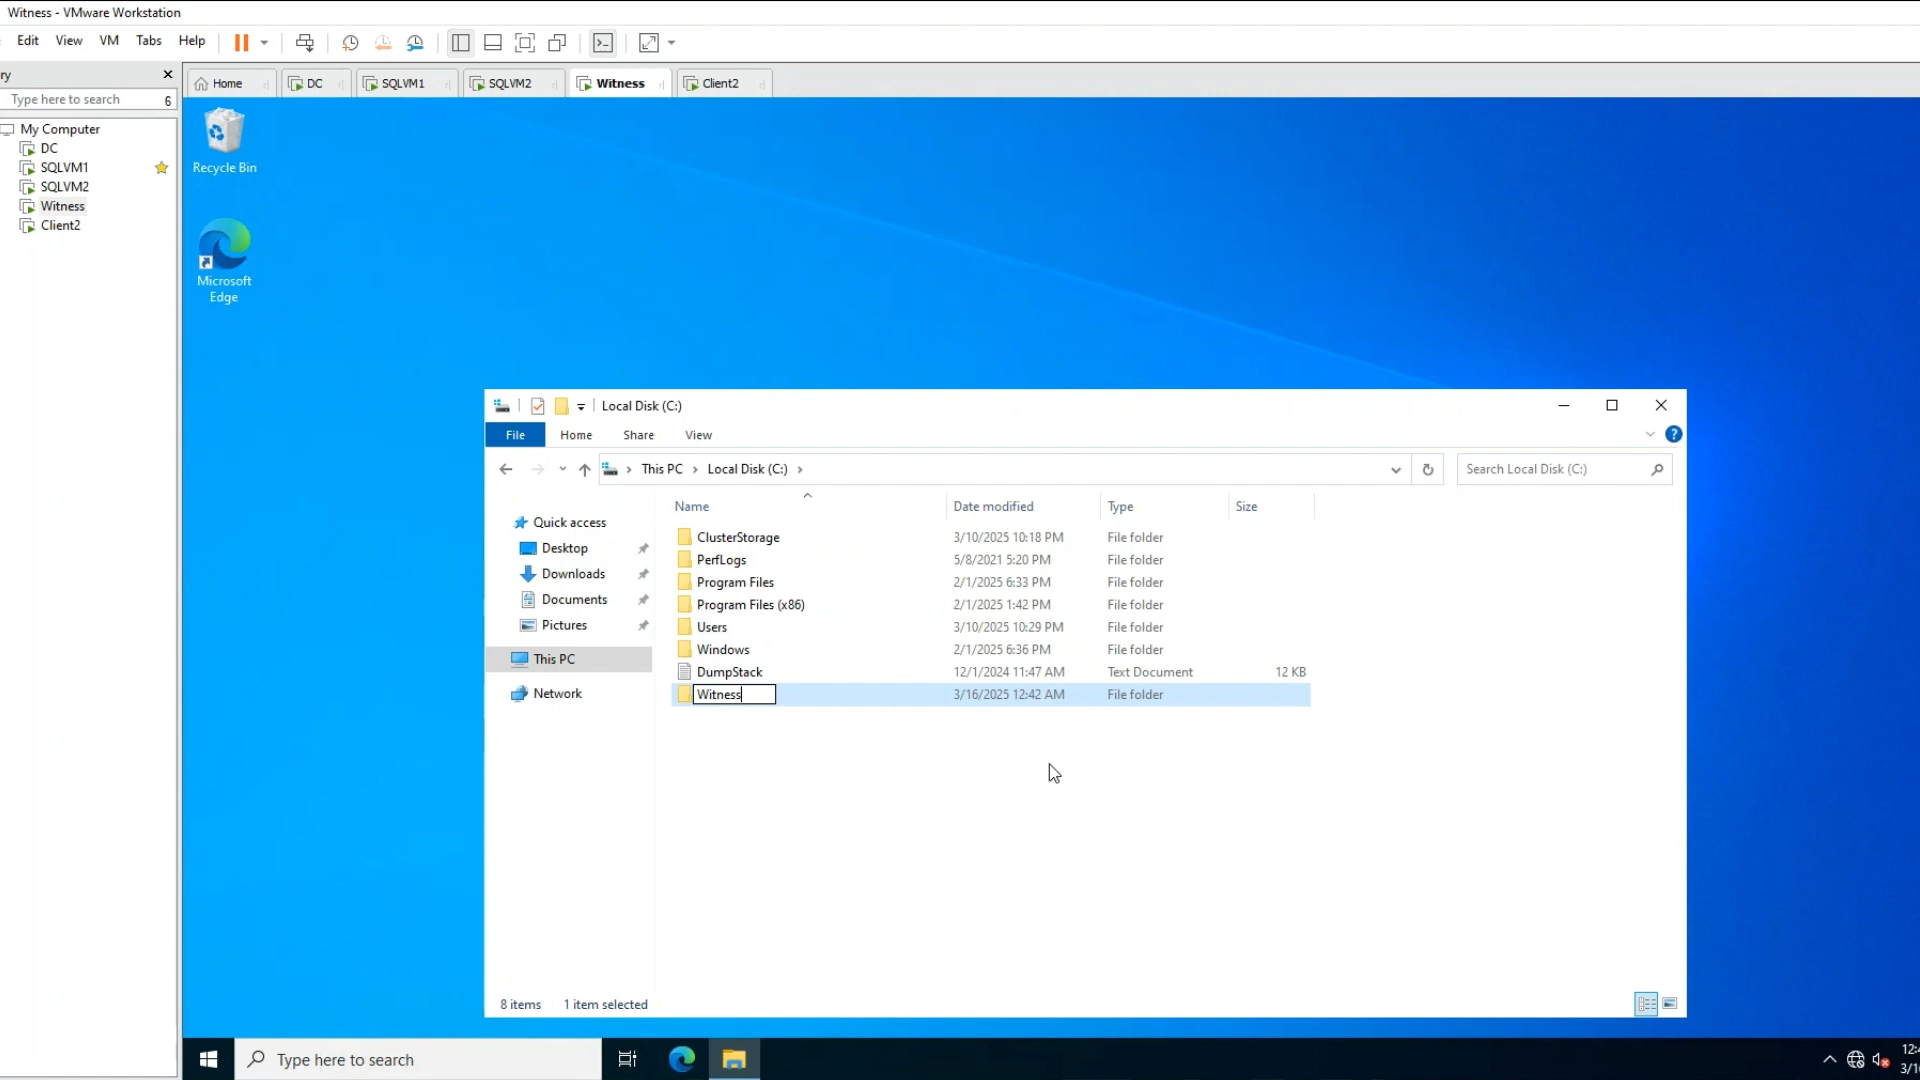 Witness - VMware Workstation
Edit View VM Tabs Help
ry
Type here to search 6
My Computer
DC
SQLVM1
SQLVM2
Witness
Client2
Home DC SQLVM1 SQLVM2 Witness Client2
Recycle Bin
Microsoft
Edge
Local Disk (C:)
File Home Share View
This PC Local Disk (C:)
Search Local Disk (C:)
Name Date modified Type Size
Quick access
Desktop
Downloads
Documents
Pictures
This PC
Network
ClusterStorage 3/10/2025 10:18 PM File folder
PerfLogs 5/8/2021 5:20 PM File folder
Program Files 2/1/2025 6:33 PM File folder
Program Files (x86) 2/1/2025 1:42 PM File folder
Users 3/10/2025 10:29 PM File folder
Windows 2/1/2025 6:36 PM File folder
DumpStack 12/1/2024 11:47 AM Text Document 12 KB
Witness 3/16/2025 12:42 AM File folder
8 items 1 item selected
Type here to search